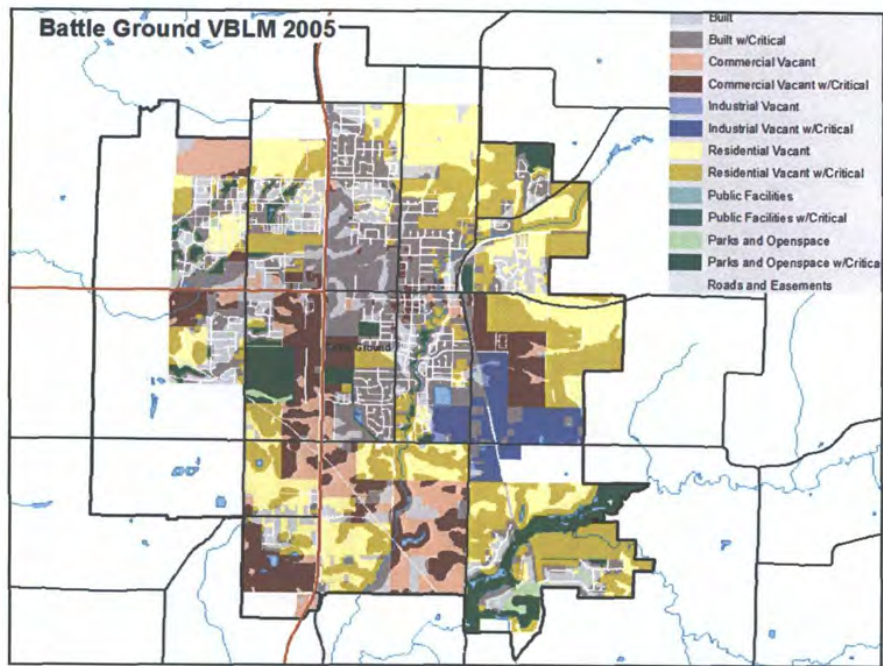 Battle Ground VBLM 2005
Built
Built w/Critical
Commercial Vacant
Commercial Vacant w/Critical
Industrial Vacant
Industrial Vacant w/Critical
Residential Vacant
Residential Vacant w/Critical
Public Facilities
Public Facilities w/Critical
Parks and Openspace
Parks and Openspace w/Critica
Roads and Easements
Ground